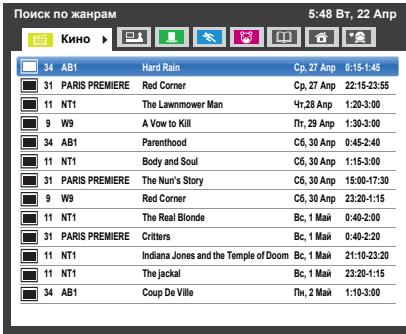 Поиск по жанрам 5:48 Вт, 22 Апр
Кино
34 AB1 Hard Rain Ср, 27 Апр 0:15-1:45
31 PARIS PREMIERE Red Corner Ср, 27 Апр 22:15-23:55
11 NT1 The Lawnmower Man Чт,28 Апр 1:20-3:00
9 W9 A Vow to Kill Пт, 29 Апр 1:30-3:00
34 AB1 Parenthood Сб, 30 Апр 0:45-2:40
11 NT1 Body and Soul Сб, 30 Апр 1:15-3:00
31 PARIS PREMIERE The Nun's Story Сб, 30 Апр 15:00-17:30
9 W9 Red Corner Сб, 30 Апр 23:20-1:15
11 NT1 The Real Blonde Вс, 1 Май 0:40-2:00
31 PARIS PREMIERE Critters Вс, 1 Май 0:40-2:20
11 NT1 Indiana Jones and the Temple of Doom Вс, 1 Май 21:10-23:20
11 NT1 The jackal Вс, 1 Май 23:20-1:15
34 AB1 Coup De Ville Пн, 2 Май 1:10-3:00